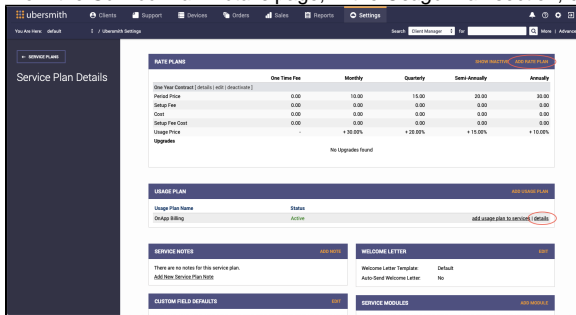 ubersmith Clients Support Devices Orders Sales Reports Settings
You Are Here: default / Ubersmith Settings Search Client Manager for More | Advance
← SERVICE PLANS
Service Plan Details
RATE PLANS SHOW INACTIVE ADD RATE PLAN
One Time Fee Monthly Quarterly Semi-Annually Annually
One Year Contract [ details | edit | deactivate ]
Period Price 0.00 10.00 15.00 20.00 30.00
Setup Fee 0.00 0.00 0.00 0.00 0.00
Cost 0.00 0.00 0.00 0.00 0.00
Setup Fee Cost 0.00 0.00 0.00 0.00 0.00
Usage Price - + 30.00% + 20.00% + 15.00% + 10.00%
Upgrades
No Upgrades found
USAGE PLAN ADD USAGE PLAN
Usage Plan Name Status
OnApp Billing Active add usage plan to services | details
SERVICE NOTES ADD NOTE
There are no notes for this service plan.
Add New Service Plan Note
WELCOME LETTER EDIT
Welcome Letter Template: Default
Auto-Send Welcome Letter: No
CUSTOM FIELD DEFAULTS EDIT
SERVICE MODULES ADD MODULE